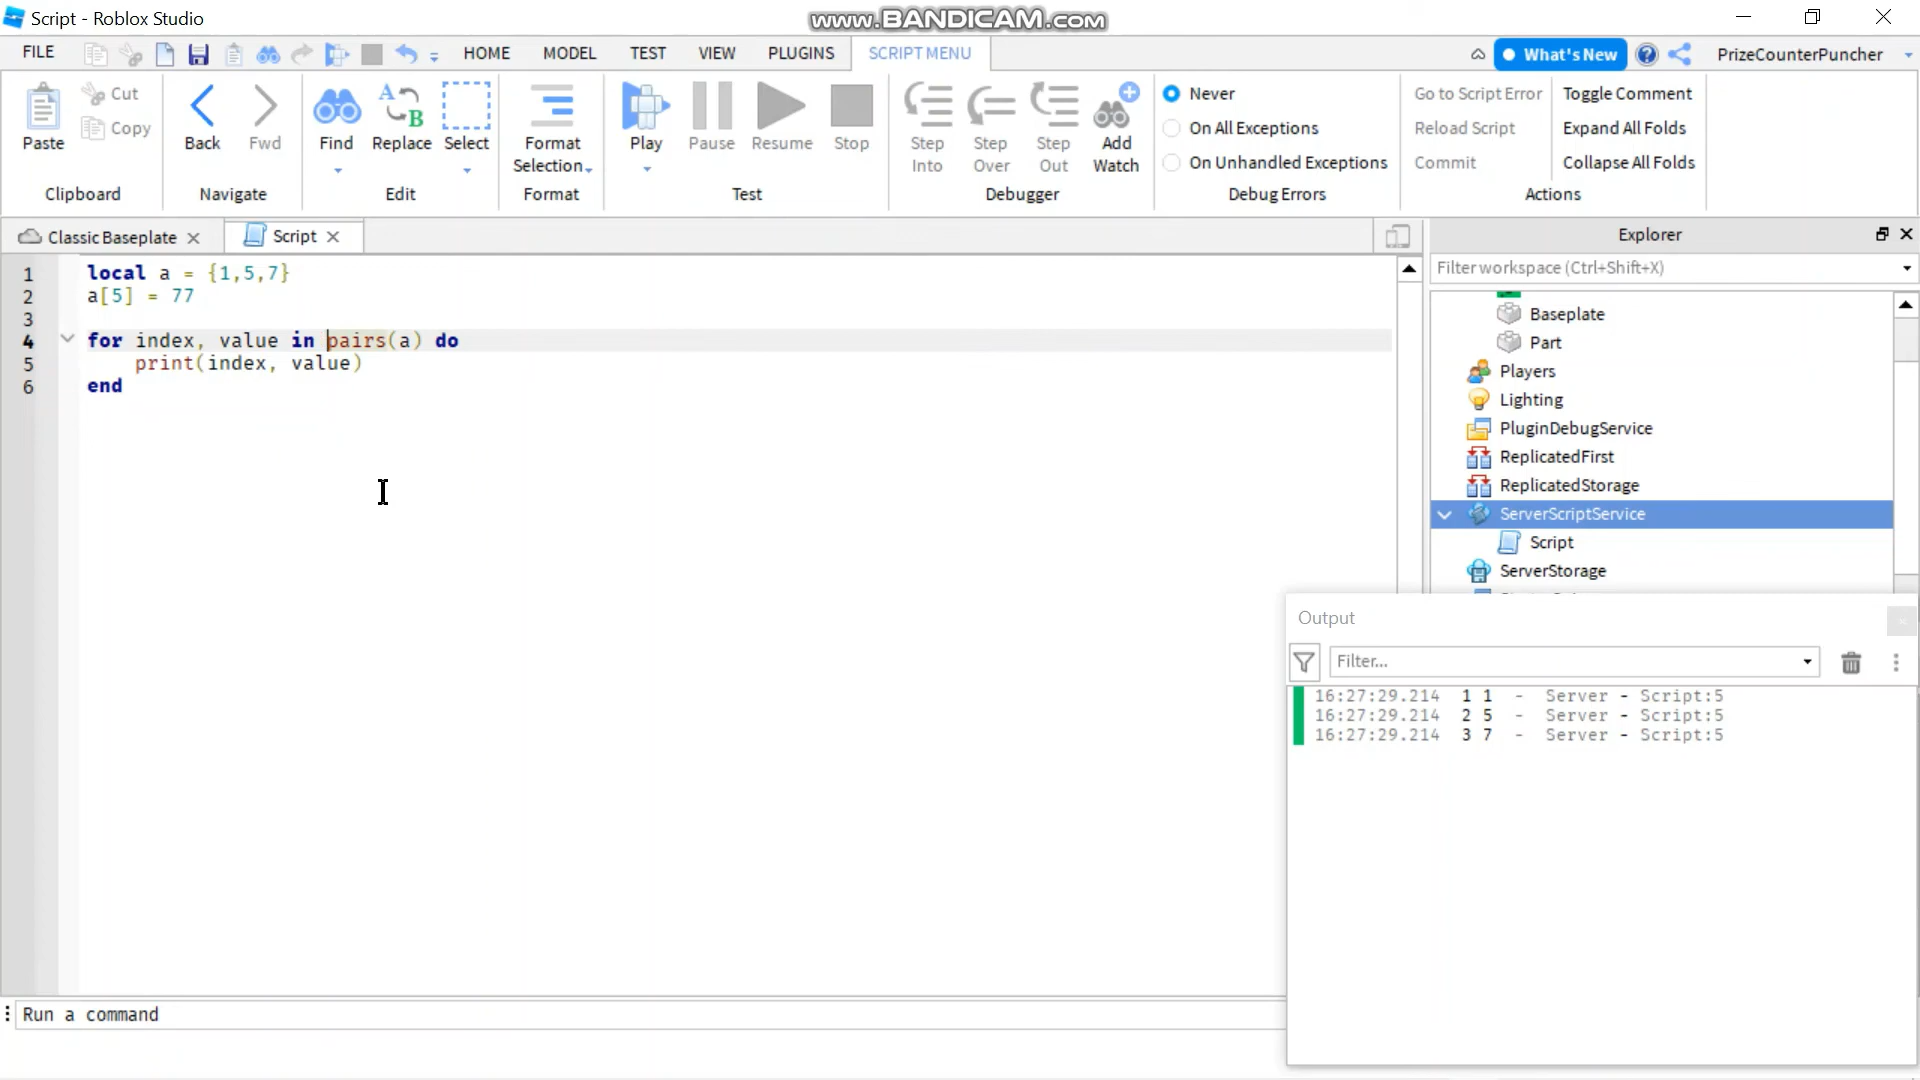 Script - Roblox Studio
www.BANDICAM.com
FILE
HOME
MODEL
TEST
VIEW
PLUGINS
SCRIPT MENU
What's New
PrizeCounterPuncher
Paste
Cut
Copy
Clipboard
Back
Fwd
Navigate
Find
Replace
Select
Edit
Format
Selection
Format
Play
Pause
Resume
Stop
Test
Step
Into
Step
Over
Step
Out
Add
Watch
Debugger
Never
On All Exceptions
On Unhandled Exceptions
Debug Errors
Go to Script Error
Reload Script
Commit
Toggle Comment
Expand All Folds
Collapse All Folds
Actions
Classic Baseplate
Script
1 local a = {1,5,7}
2 a[5] = 77
3
4 for index, value in pairs(a) do
5 print(index, value)
6 end
Run a command
Explorer
Filter workspace (Ctrl+Shift+X)
Baseplate
Part
Players
Lighting
PluginDebugService
ReplicatedFirst
ReplicatedStorage
ServerScriptService
Script
ServerStorage
Output
Filter...
16:27:29.214 1 1 - Server - Script:5
16:27:29.214 2 5 - Server - Script:5
16:27:29.214 3 7 - Server - Script:5